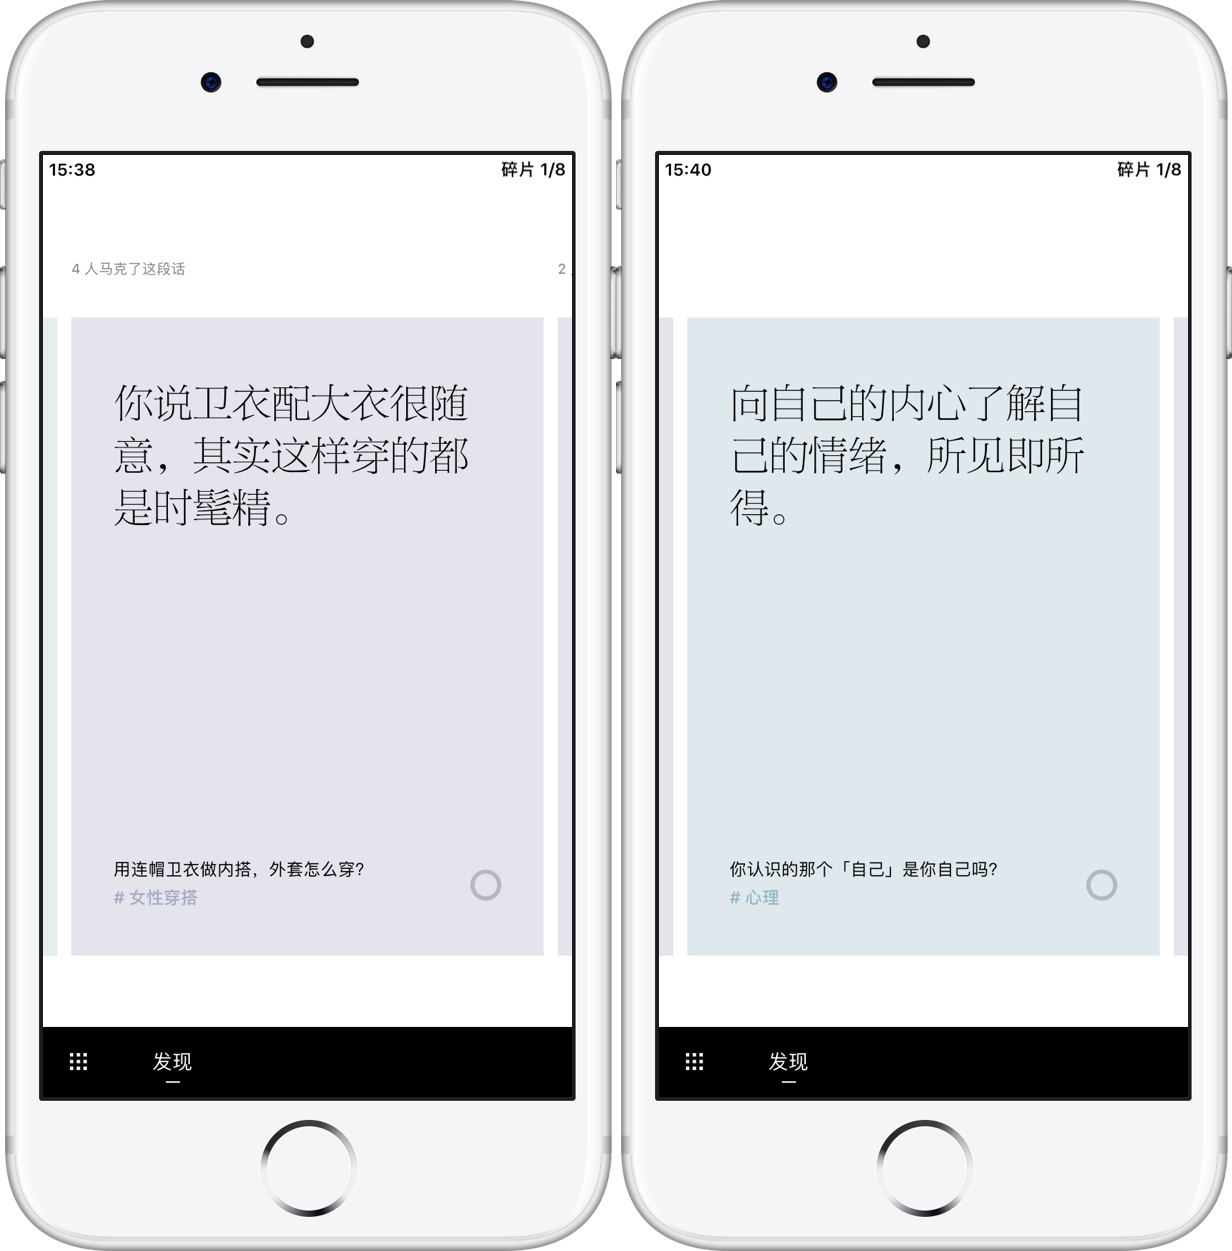 15:38 碎片 1/8
4 人马克了这段话 2
你说卫衣配大衣很随
意，其实这样穿的都
是时髦精。
用连帽卫衣做内搭，外套怎么穿？
# 女性穿搭
发现
15:40 碎片 1/8
向自己的内心了解自
己的情绪，所见即所
得。
你认识的那个「自己」是你自己吗？
# 心理
发现